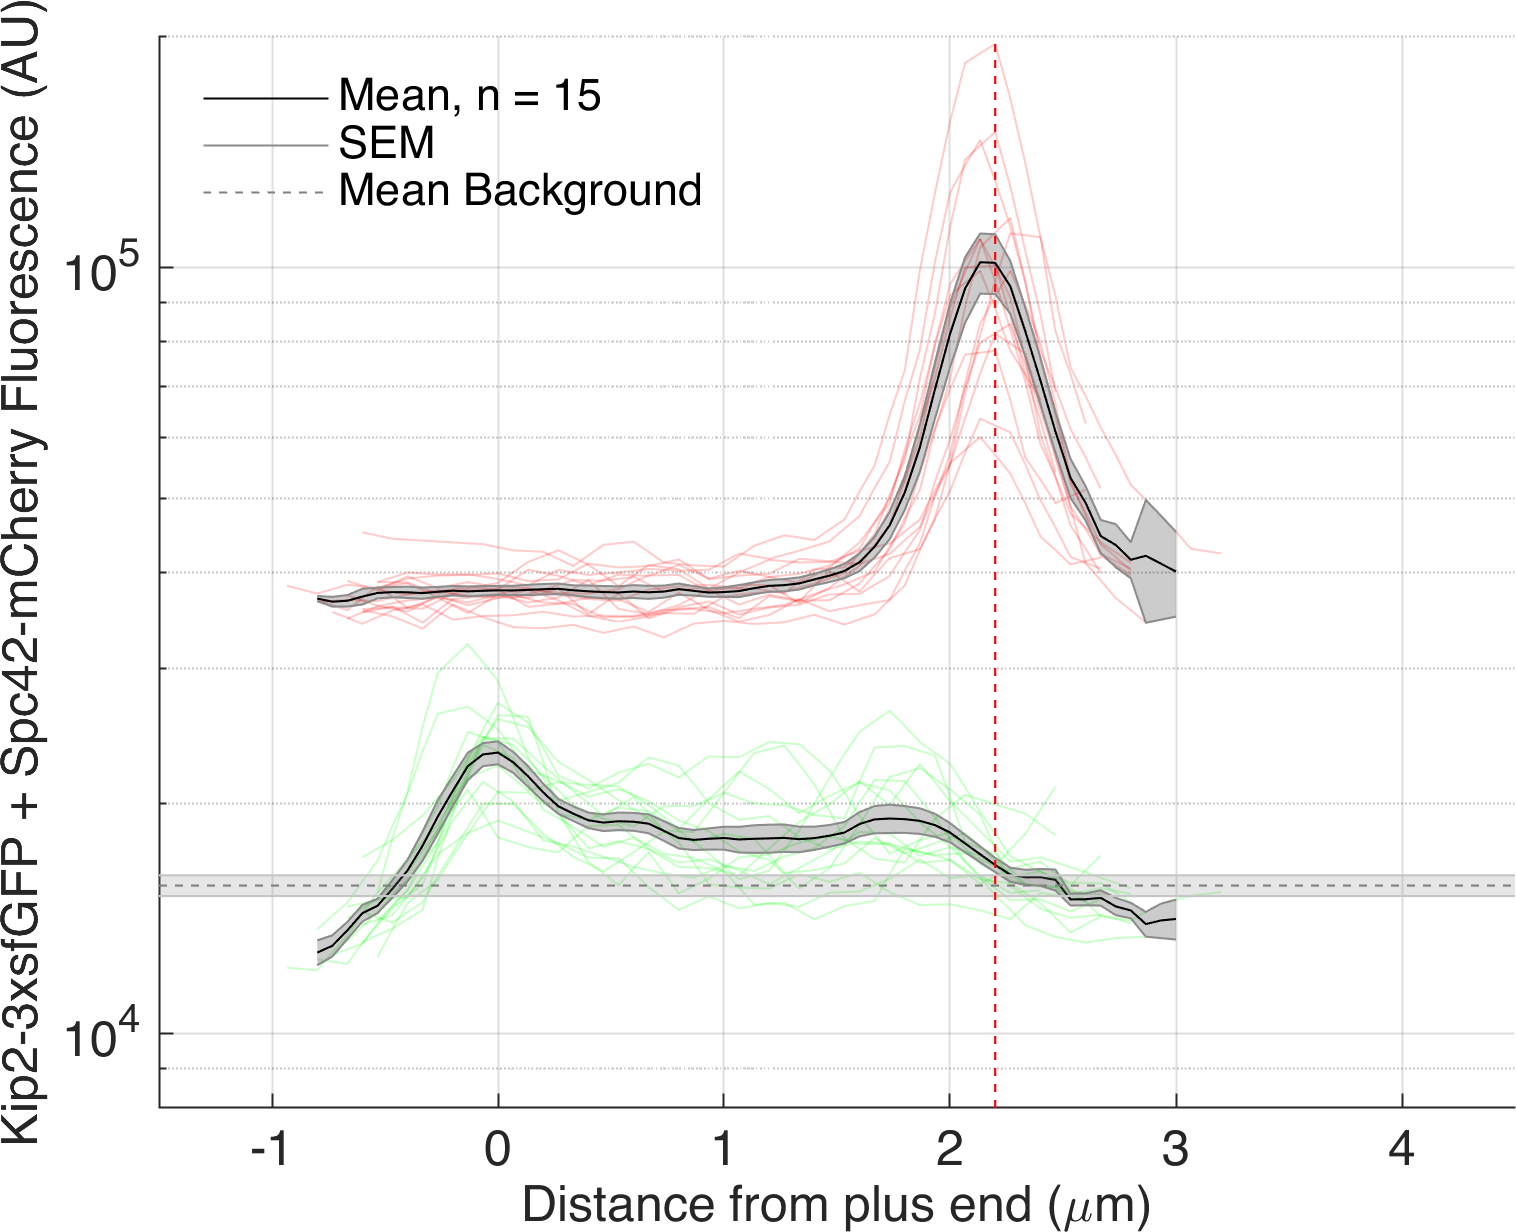 Kip2-3xsfGFP + Spc42-mCherry Fluorescence (AU)
Mean, n = 15
SEM
Mean Background
10^5
10^4
-1 0 1 2 3 4
Distance from plus end (μm)